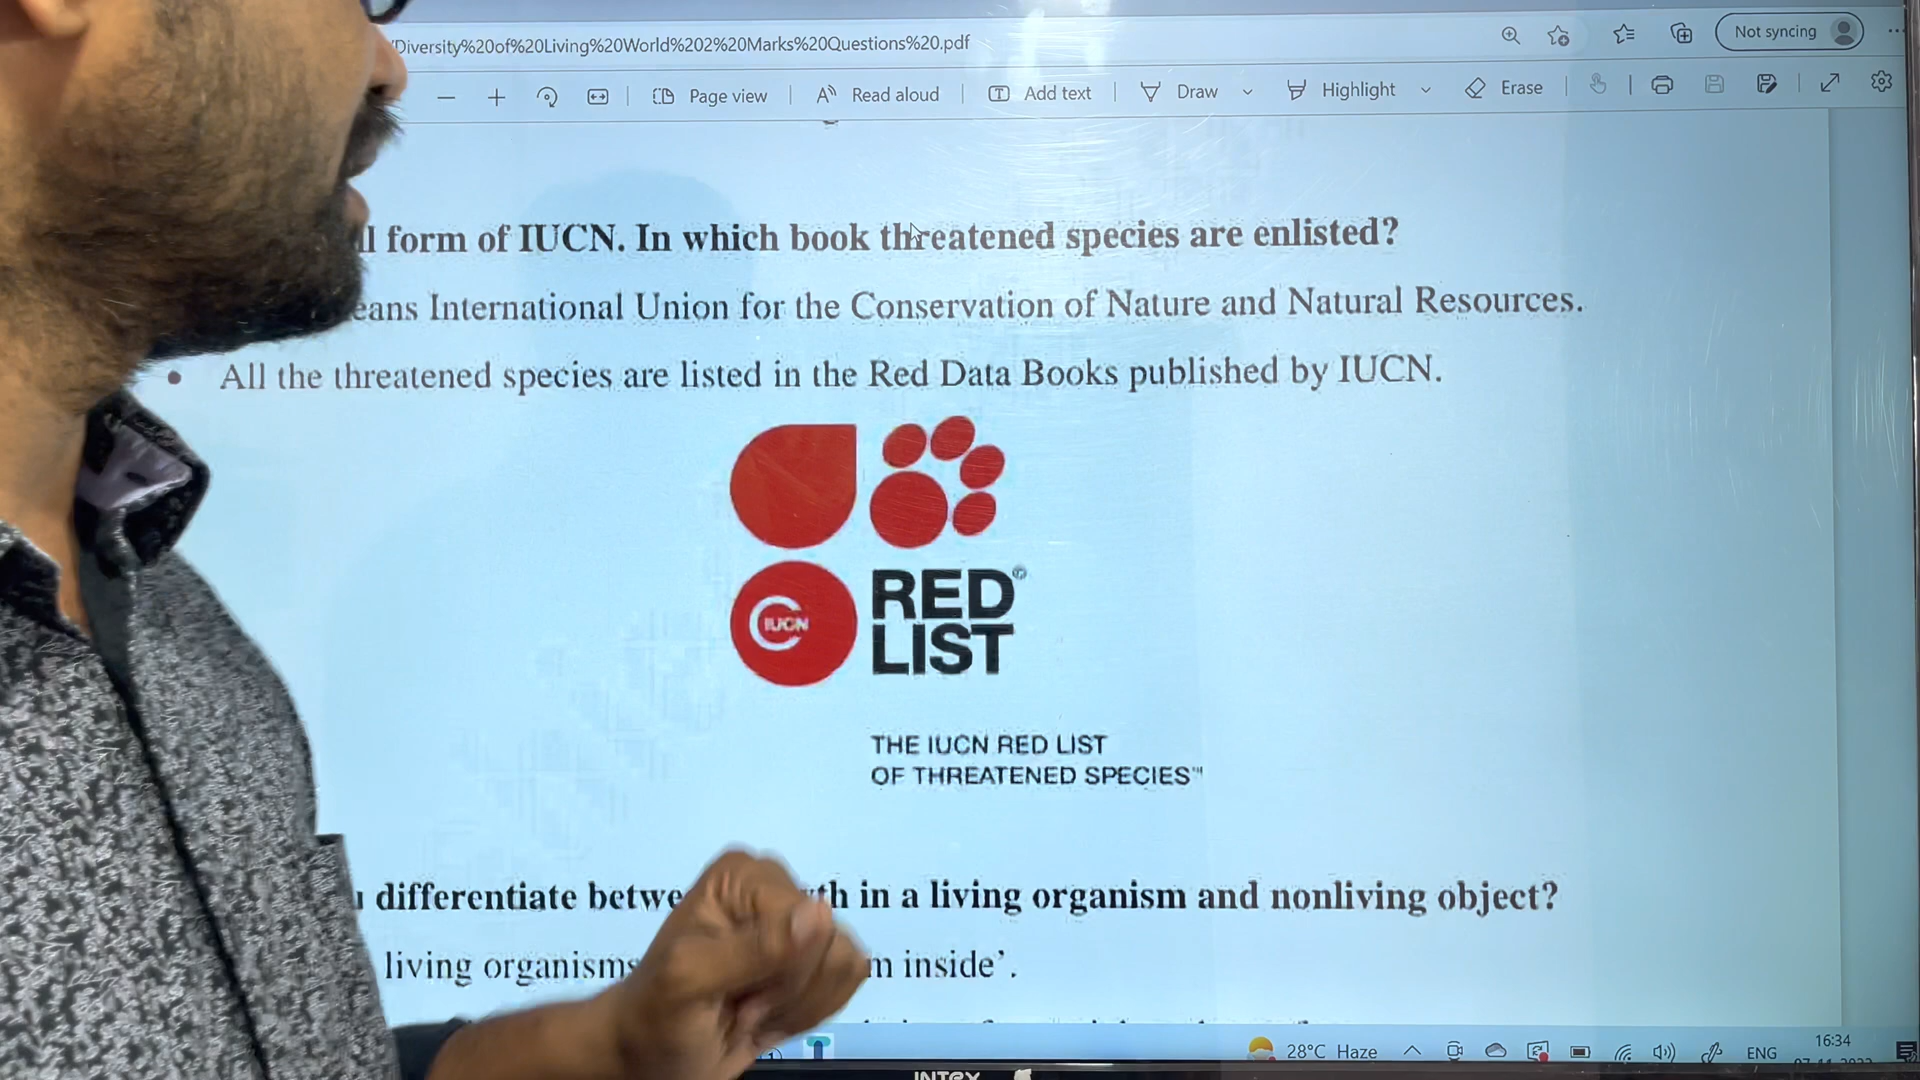 Diversity%20of%20Living%20World%202%20Marks%20Questions%20.pdf
Not syncing
Page view
Read aloud
Add text
Draw
Highlight
Erase
form of IUCN. In which book threatened species are enlisted?
International Union for the Conservation of Nature and Natural Resources.
• All the threatened species are listed in the Red Data Books published by IUCN.
IUCN
RED
LIST
THE IUCN RED LIST
OF THREATENED SPECIES™
differentiate in a living organism and nonliving object?
living organisms inside’.
28°C Haze
ENG
16:34
INTEX